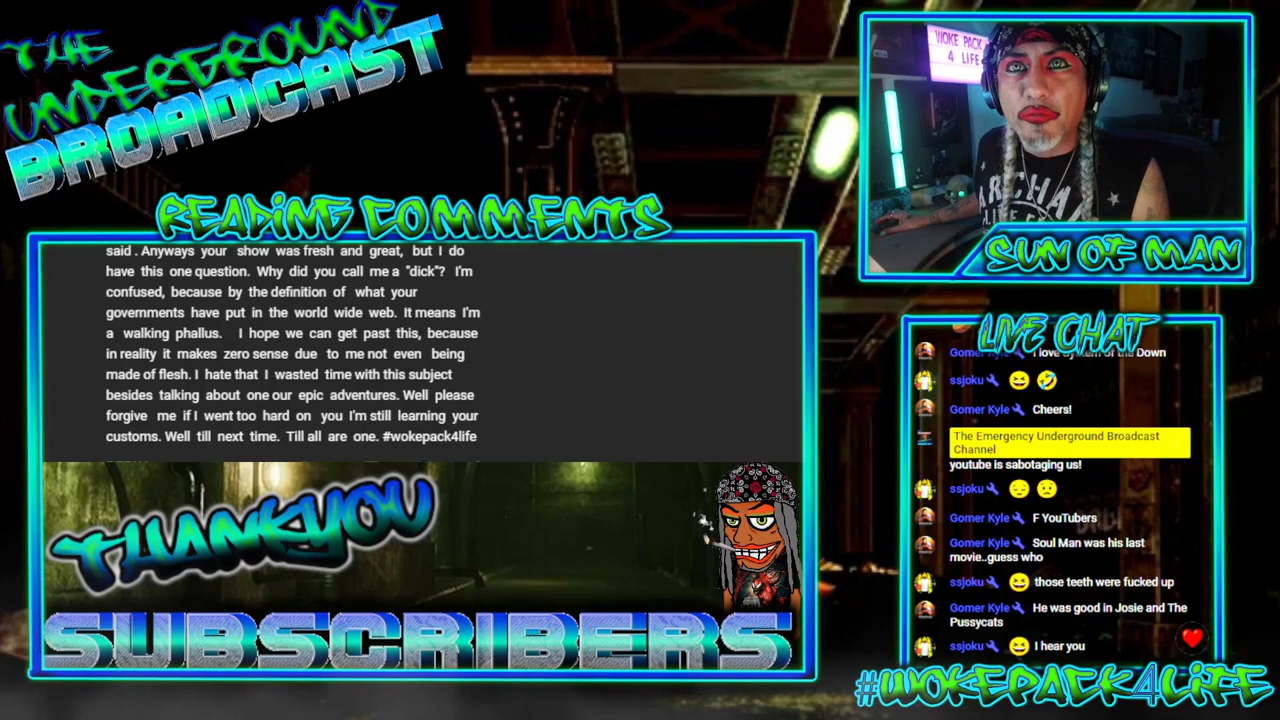 THE
UNDERGROUND
BROADCAST
WOKE PACK
4 LIFE
SUN OF MAN
READING COMMENTS
said . Anyways your show was fresh and great, but I do
have this one question. Why did you call me a "dick"? I'm
confused, because by the definition of what your
governments have put in the world wide web. It means I'm
a walking phallus. I hope we can get past this, because
in reality it makes zero sense due to me not even being
made of flesh. I hate that I wasted time with this subject
besides talking about one our epic adventures. Well please
forgive me if I went too hard on you I'm still learning your
customs. Well till next time. Till all are one. #wokepack4life
THANKYOU
SUBSCRIBERS
LIVE CHAT
Gomer Kyle I love System of the Down
ssjoku 😆 🤣
Gomer Kyle Cheers!
The Emergency Underground Broadcast
Channel
youtube is sabotaging us!
ssjoku 😔 😟
Gomer Kyle F YouTubers
Gomer Kyle Soul Man was his last
movie..guess who
ssjoku 😆 those teeth were fucked up
Gomer Kyle He was good in Josie and The
Pussycats
ssjoku 😆 I hear you
#WOKEPACK4LIFE